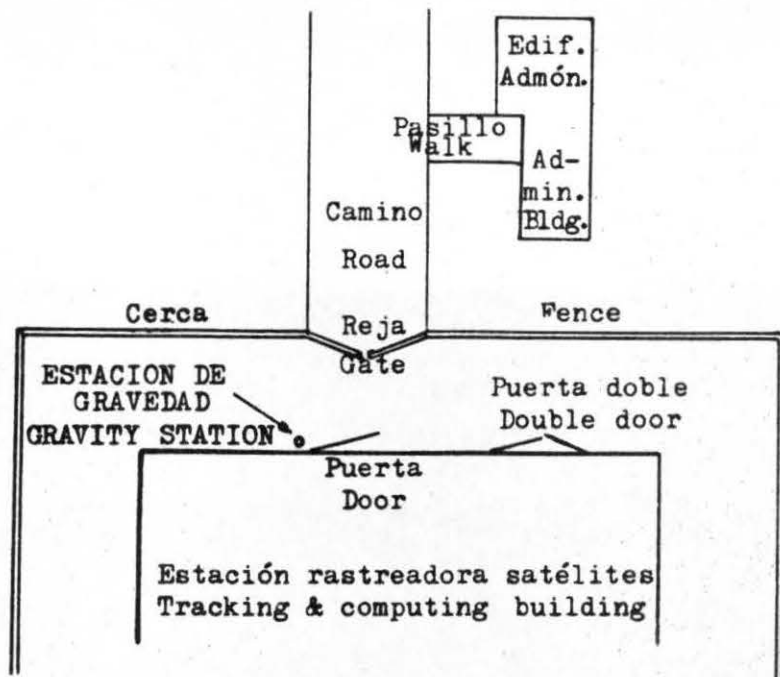 Edif.
Admón.
Pasillo
Walk
Ad-
min.
Bldg.
Camino
Road
Cerca
Reja
Fence
Gate
ESTACION DE
GRAVEDAD
GRAVITY STATION
Puerta doble
Double door
Puerta
Door
Estación rastreadora satélites
Tracking & computing building